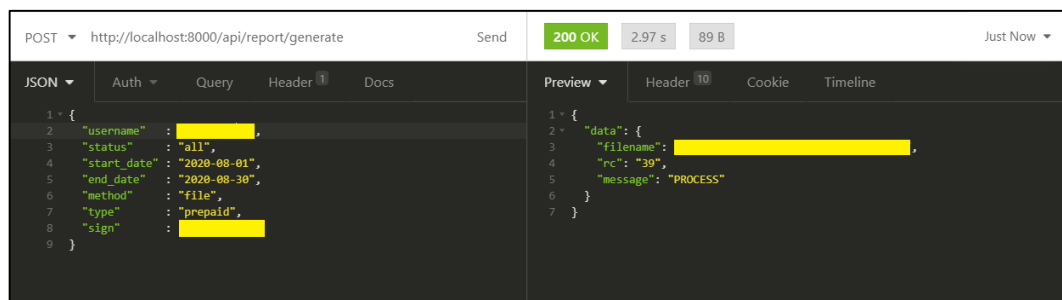 POST http://localhost:8000/api/report/generate Send
200 OK 2.97 s 89 B Just Now
JSON Auth Query Header 1 Docs
Preview Header 10 Cookie Timeline
1 {
2 "username" : ,
3 "status" : "all",
4 "start_date" : "2020-08-01",
5 "end_date" : "2020-08-30",
6 "method" : "file",
7 "type" : "prepaid",
8 "sign" :
9 }
1 {
2 "data": {
3 "filename": ,
4 "rc": "39",
5 "message": "PROCESS"
6 }
7 }